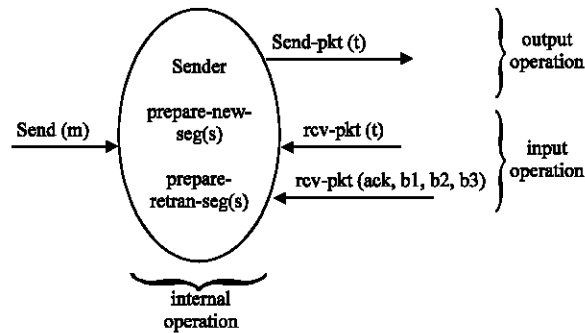 Send-pkt (t)
output
operation
Sender
prepare-new-
seg(s)
Send (m)
rcv-pkt (t)
input
operation
prepare-
retran-seg(s)
rcv-pkt (ack, b1, b2, b3)
internal
operation